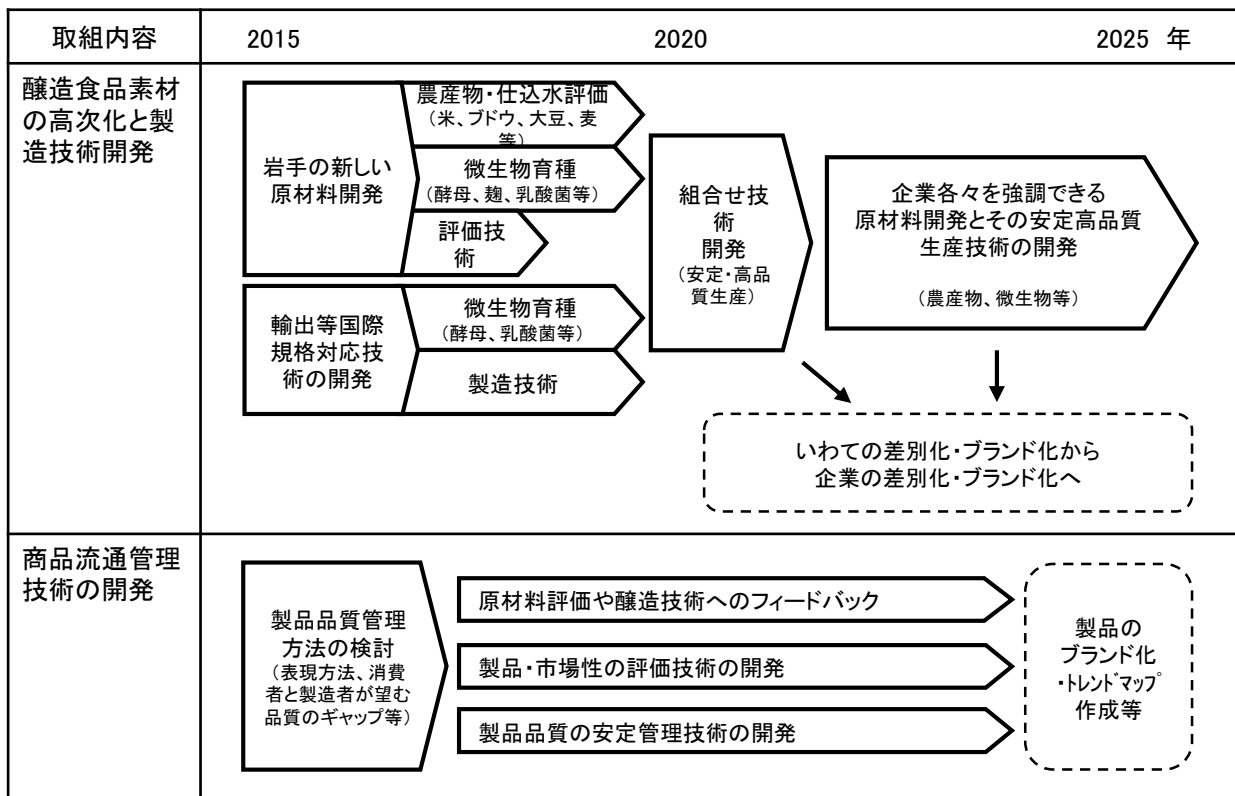 取組内容
2015
2020
2025 年
醸造食品素材
の高次化と製
造技術開発
岩手の新しい
原材料開発
農産物・仕込水評価
（米、ブドウ、大豆、麦
等）
微生物育種
（酵母、麹、乳酸菌等）
評価技
術
組合せ技
術
開発
（安定・高品
質生産）
企業各々を強調できる
原材料開発とその安定高品質
生産技術の開発
（農産物、微生物等）
輸出等国際
規格対応技
術の開発
微生物育種
（酵母、乳酸菌等）
製造技術
いわての差別化・ブランド化から
企業の差別化・ブランド化へ
商品流通管理
技術の開発
製品品質管理
方法の検討
（表現方法、消費
者と製造者が望む
品質のギャップ等）
原材料評価や醸造技術へのフィードバック
製品・市場性の評価技術の開発
製品品質の安定管理技術の開発
製品の
ブランド化
・ﾄﾚﾝﾄﾞﾏｯﾌﾟ
作成等